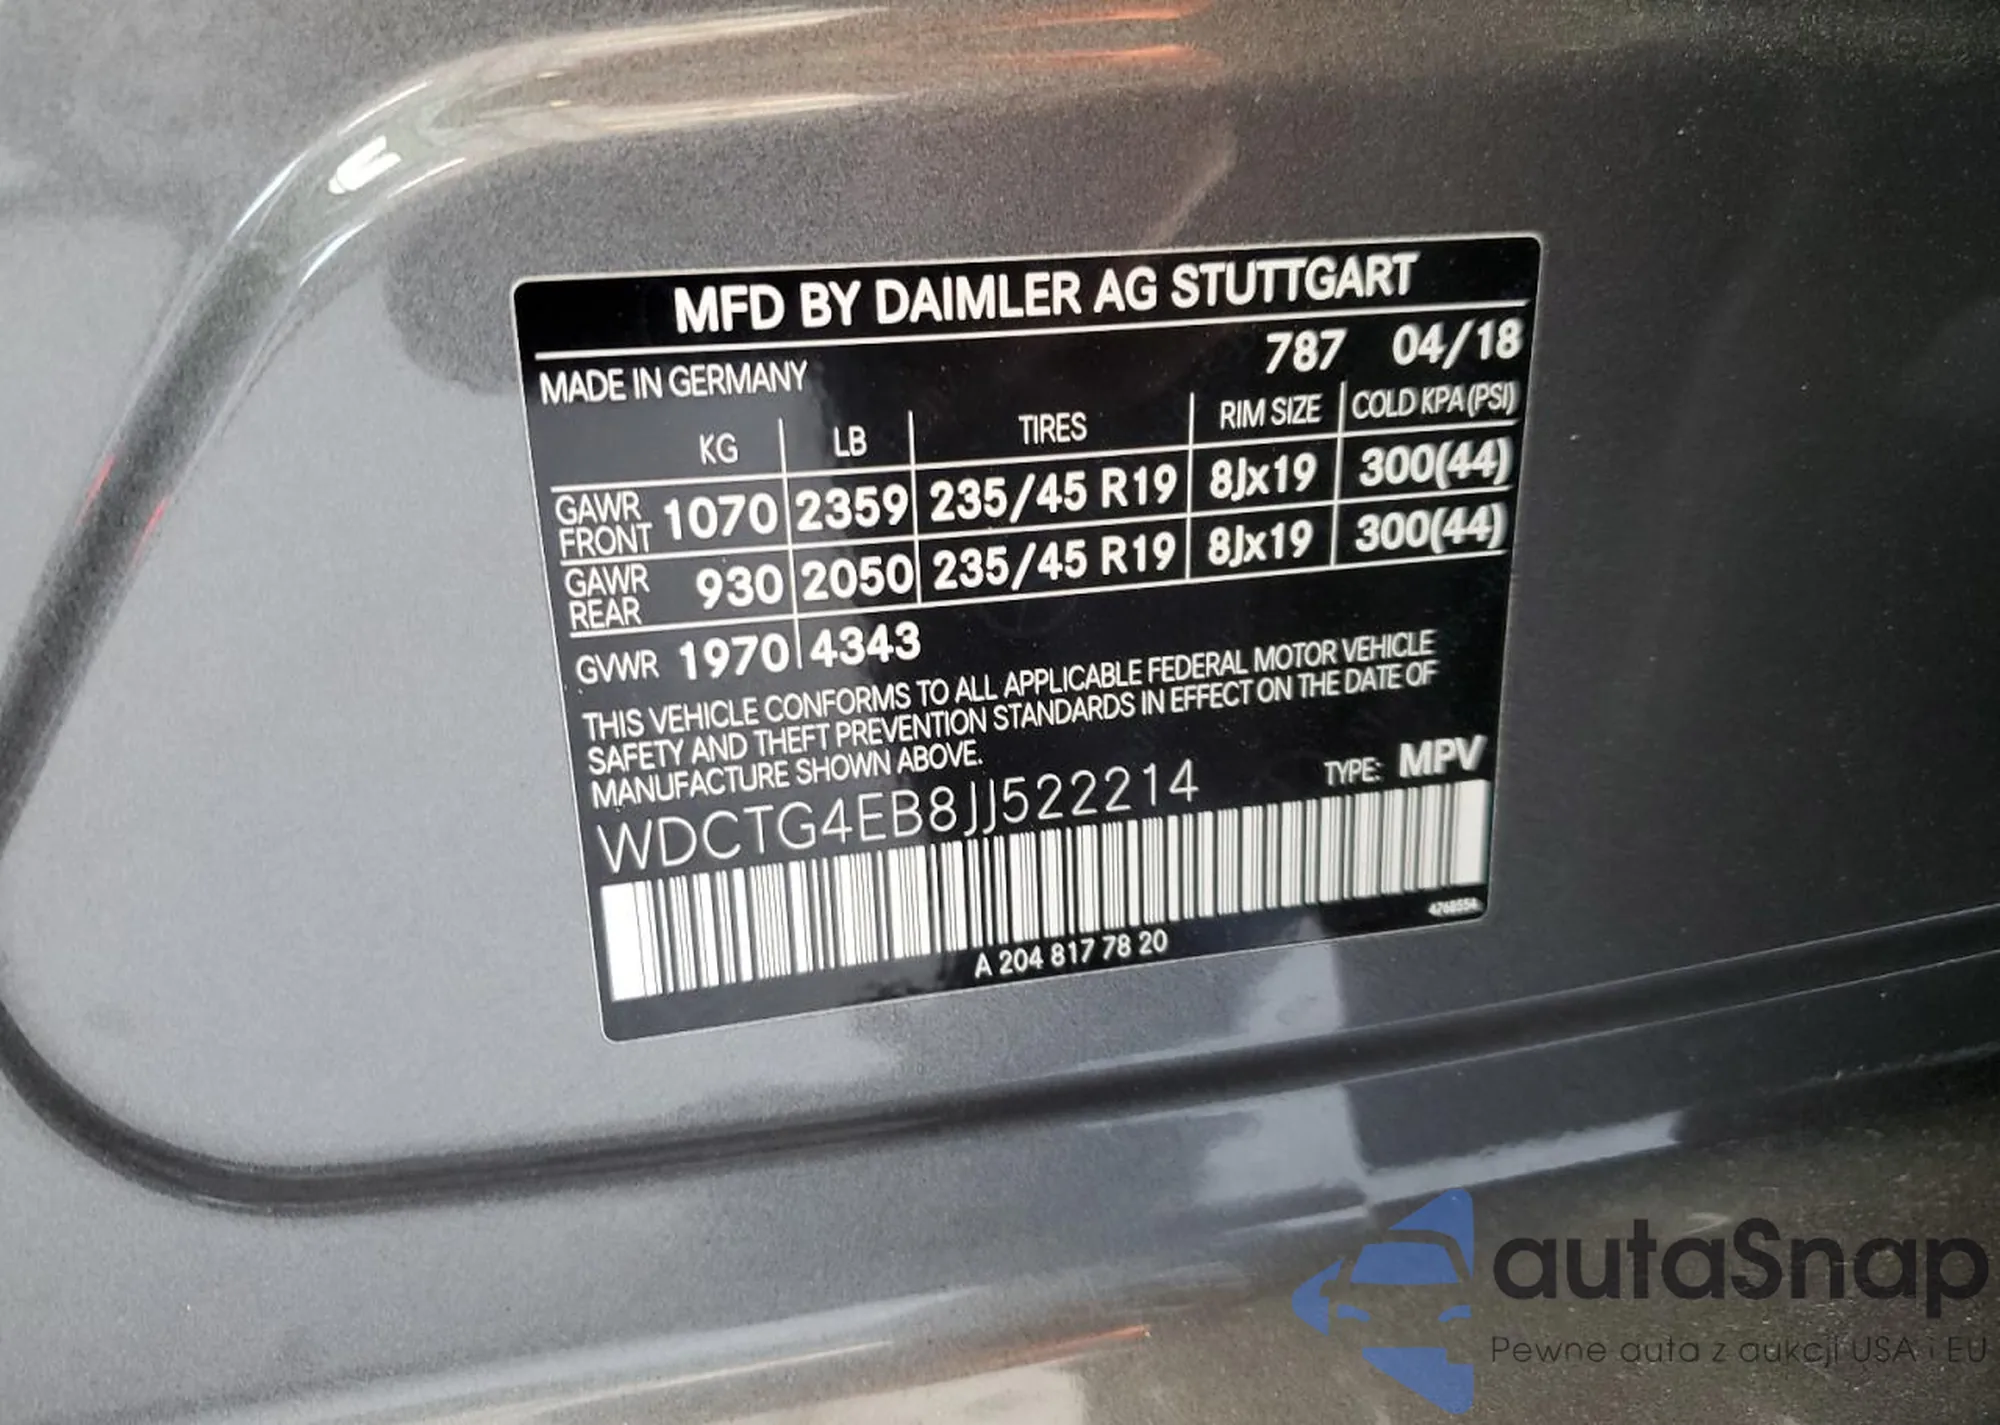 MFD BY DAIMLER AG STUTTGART
787 04/18
MADE IN GERMANY
KG LB TIRES RIM SIZE COLD KPA (PSI)
GAWR FRONT 1070 2359 235/45 R19 8Jx19 300(44)
GAWR REAR 930 2050 235/45 R19 8Jx19 300(44)
GVWR 1970 4343
THIS VEHICLE CONFORMS TO ALL APPLICABLE FEDERAL MOTOR VEHICLE
SAFETY AND THEFT PREVENTION STANDARDS IN EFFECT ON THE DATE OF
MANUFACTURE SHOWN ABOVE.
TYPE: MPV
WDCTG4EB8JJ522214
A 204 817 78 20
autaSnap
Pewne auta z aukcji USA i EU